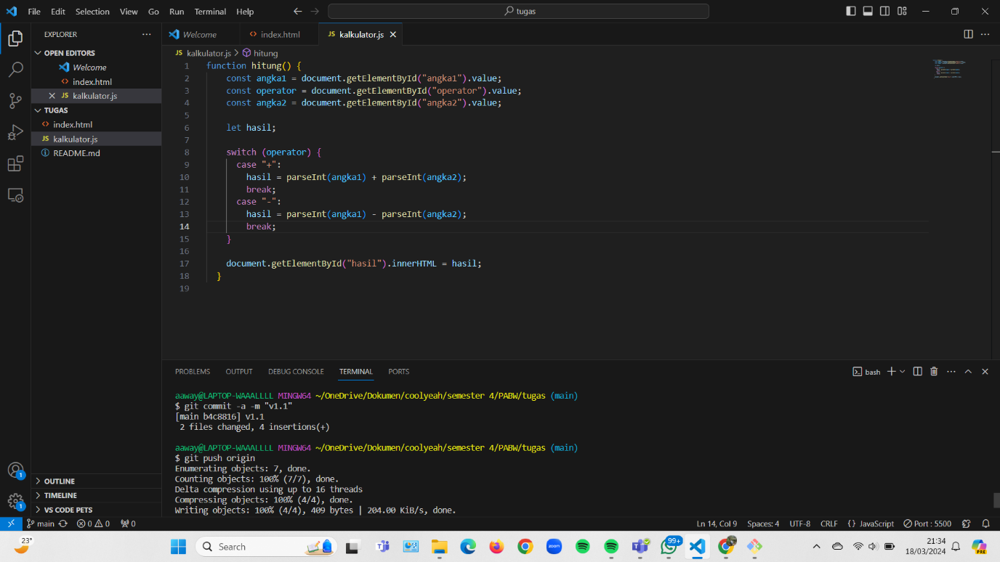 File Edit Selection View Go Run Terminal Help
tugas
EXPLORER
OPEN EDITORS
Welcome
index.html
JS kalkulator.js
TUGAS
index.html
JS kalkulator.js
README.md
OUTLINE
TIMELINE
VS CODE PETS
Welcome index.html JS kalkulator.js
JS kalkulator.js > hitung
1 function hitung() {
2 const angka1 = document.getElementById("angka1").value;
3 const operator = document.getElementById("operator").value;
4 const angka2 = document.getElementById("angka2").value;
5
6 let hasil;
7
8 switch (operator) {
9 case "+":
10 hasil = parseInt(angka1) + parseInt(angka2);
11 break;
12 case "-":
13 hasil = parseInt(angka1) - parseInt(angka2);
14 break;
15 }
16
17 document.getElementById("hasil").innerHTML = hasil;
18 }
19
PROBLEMS OUTPUT DEBUG CONSOLE TERMINAL PORTS
bash
aaway@LAPTOP-WAAALLLL MINGW64 ~/OneDrive/Dokumen/coolyeah/semester 4/PABW/tugas (main)
$ git commit -a -m "v1.1"
[main b4c8816] v1.1
2 files changed, 4 insertions(+)
aaway@LAPTOP-WAAALLLL MINGW64 ~/OneDrive/Dokumen/coolyeah/semester 4/PABW/tugas (main)
$ git push origin
Enumerating objects: 7, done.
Counting objects: 100% (7/7), done.
Delta compression using up to 16 threads
Compressing objects: 100% (4/4), done.
Writing objects: 100% (4/4), 409 bytes | 204.00 KiB/s, done.
1
1
main 0 0 0 Ln 14, Col 9 Spaces: 4 UTF-8 CRLF {} JavaScript Port : 5500
23° Search zoom 99+ 21:34 PRE
18/03/2024